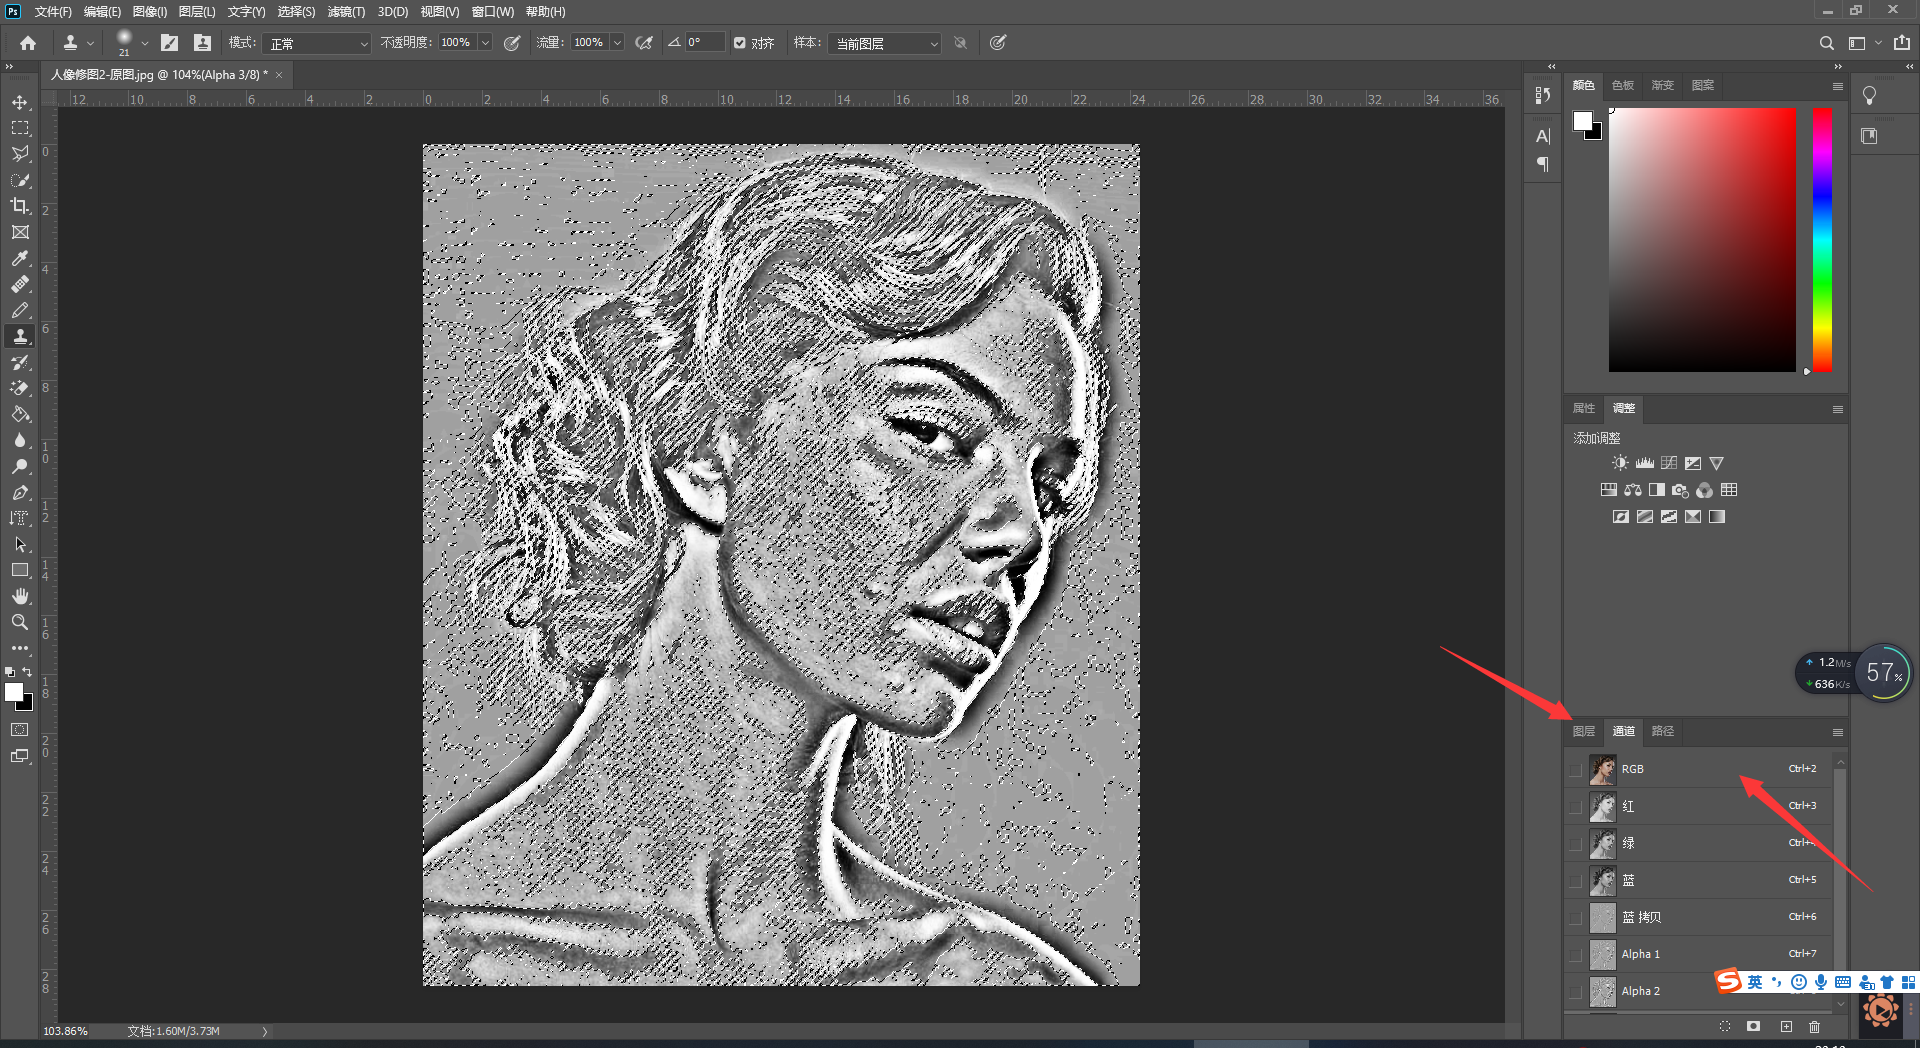 Ps 文件(F) 编辑(E) 图像(I) 图层(L) 文字(Y) 选择(S) 滤镜(T) 3D(D) 视图(V) 窗口(W) 帮助(H)
21 模式: 正常 不透明度: 100% 流量: 100% 0° 对齐 样本: 当前图层
人像修图2-原图.jpg @ 104%(Alpha 3/8) * ×
12 10 8 6 4 2 0 2 4 6 8 10 12 14 16 18 20 22 24 26 28 30 32 34 36
0
2
4
6
8
10
12
14
16
18
20
22
24
26
28
颜色 色板 渐变 图案
属性 调整
添加调整
1.2M/s
636K/s
57%
图层 通道 路径
RGB Ctrl+2
红 Ctrl+3
绿 Ctrl+
蓝 Ctrl+5
蓝 拷贝 Ctrl+6
Alpha 1 Ctrl+7
Alpha 2
英
103.86% 文档:1.60M/3.73M